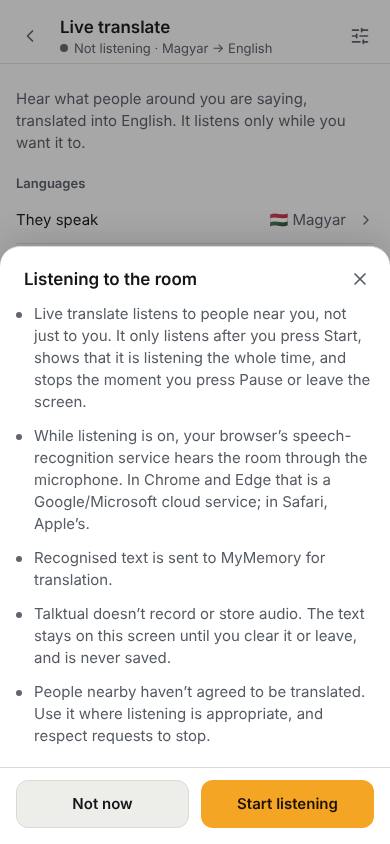 Live translate
Not listening · Magyar → English
Hear what people around you are saying,
translated into English. It listens only while you
want it to.
Languages
They speak
Magyar
Listening to the room
Live translate listens to people near you, not
just to you. It only listens after you press Start,
shows that it is listening the whole time, and
stops the moment you press Pause or leave the
screen.
While listening is on, your browser’s speech-
recognition service hears the room through the
microphone. In Chrome and Edge that is a
Google/Microsoft cloud service; in Safari,
Apple’s.
Recognised text is sent to MyMemory for
translation.
Talktual doesn’t record or store audio. The text
stays on this screen until you clear it or leave,
and is never saved.
People nearby haven’t agreed to be translated.
Use it where listening is appropriate, and
respect requests to stop.
Not now
Start listening